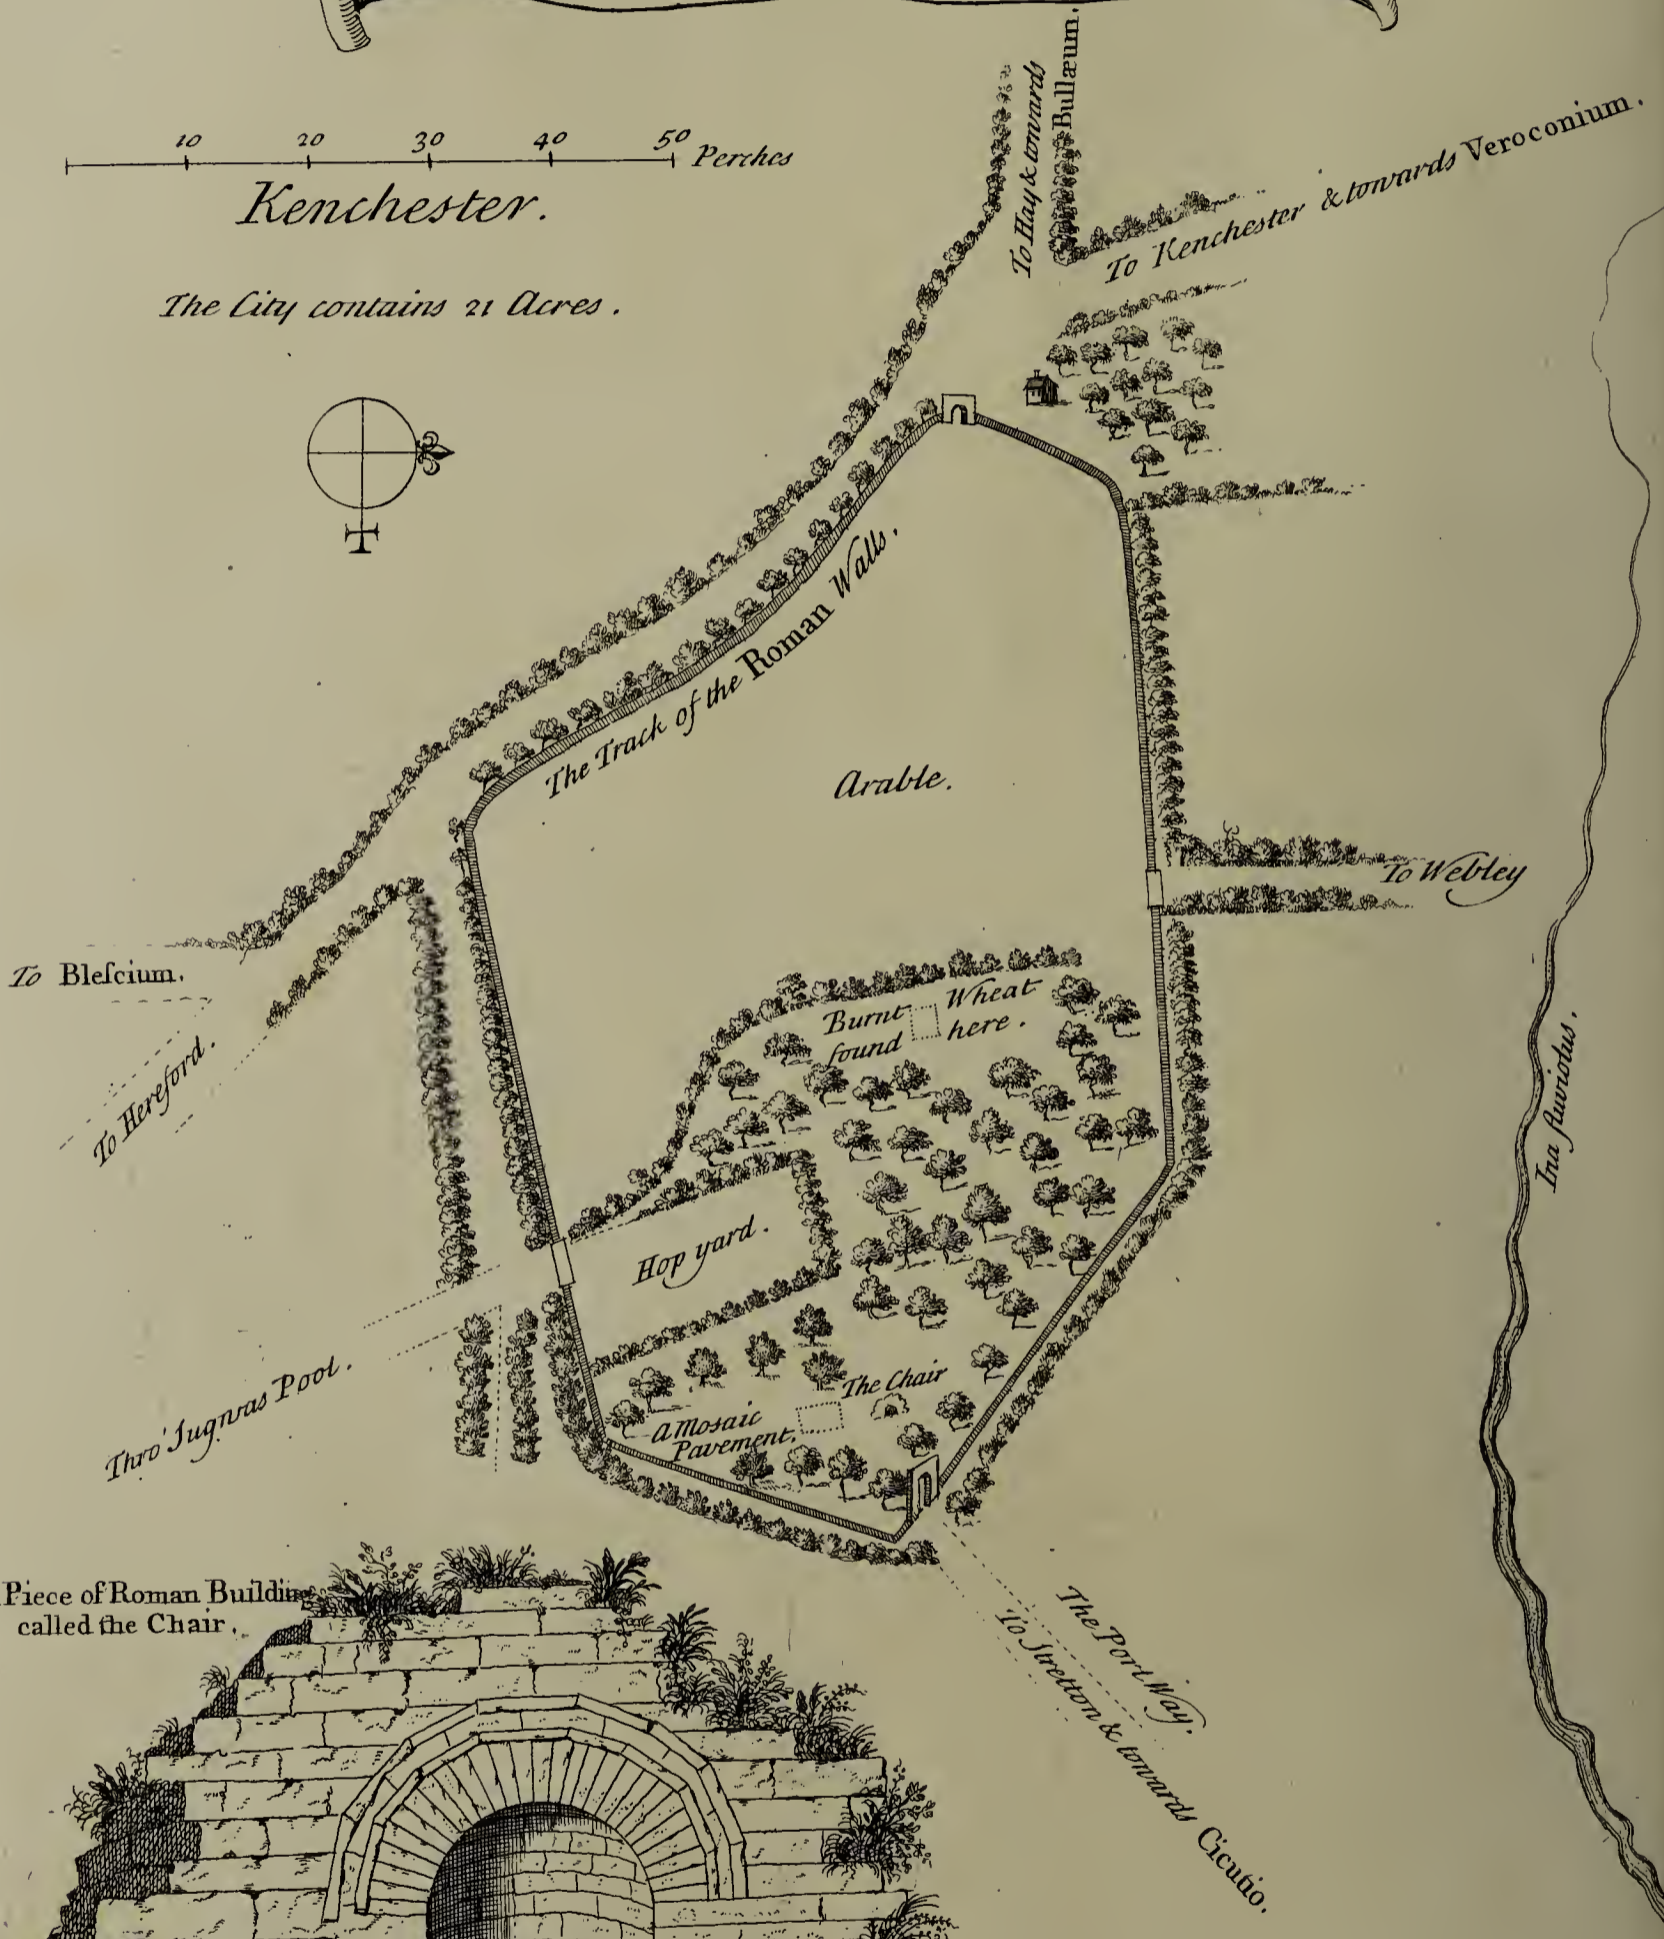 10 20 30 40 50 Perches
Kenchester.
The City contains 21 Acres.
To Hay & towards
Bullæum.
To Kenchester & towards Veroconium.
The Track of the Roman Walls.
Arable.
To Webley
To Bleſcium.
To Hereford.
Burnt Wheat
found here.
Ina fluviolus.
Hop yard.
Thro' Jugwas Pool.
The Chair
A Mosaic
Pavement.
The Port Way.
To Stretton & towards Cicutio.
Piece of Roman Building
called the Chair.